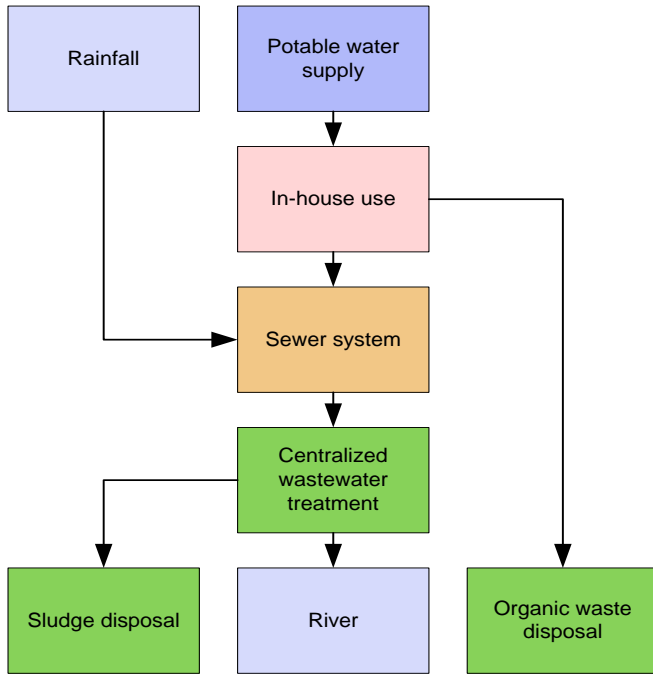 Rainfall
Potable water
supply
In-house use
Sewer system
Centralized
wastewater
treatment
Sludge disposal
River
Organic waste
disposal